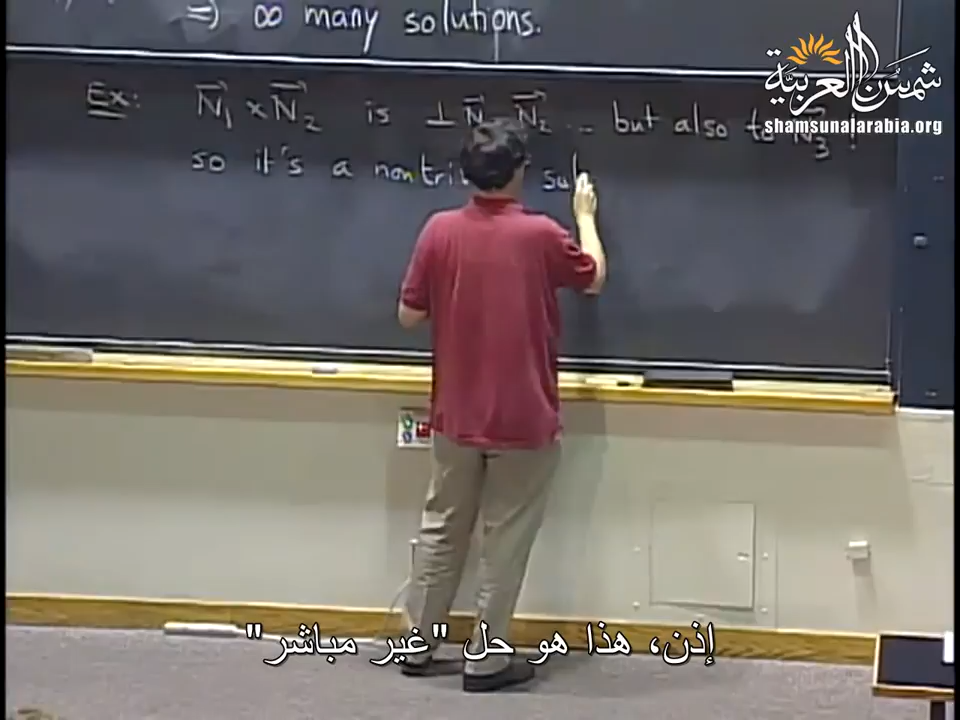 =) ∞ many solutions.
شمس العربية
shamsunalarabia.org
Ex: N₁ × N₂ is ⊥ N₁ N₂ ... but also to N₃ !
so it's a nontri sol
إذن، هذا هو حل "غير مباشر"